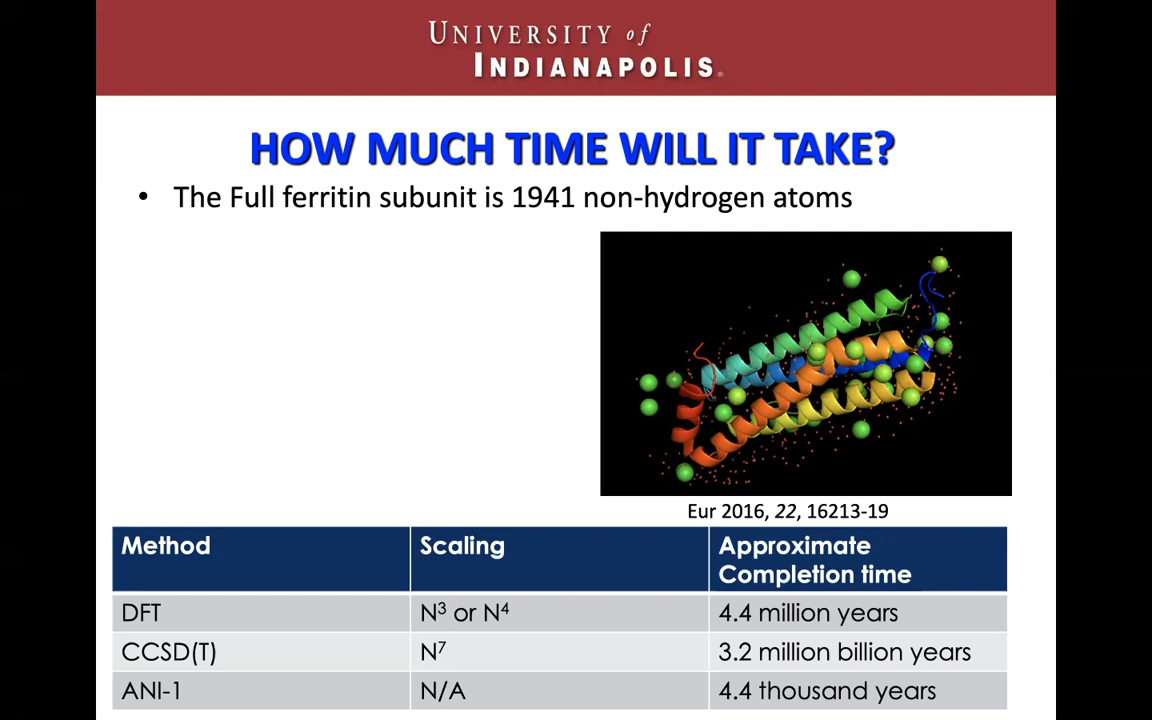 UNIVERSITY of
INDIANAPOLIS®
HOW MUCH TIME WILL IT TAKE?
• The Full ferritin subunit is 1941 non-hydrogen atoms
Eur 2016, 22, 16213-19
Method Scaling Approximate
Completion time
DFT N³ or N⁴ 4.4 million years
CCSD(T) N⁷ 3.2 million billion years
ANI-1 N/A 4.4 thousand years